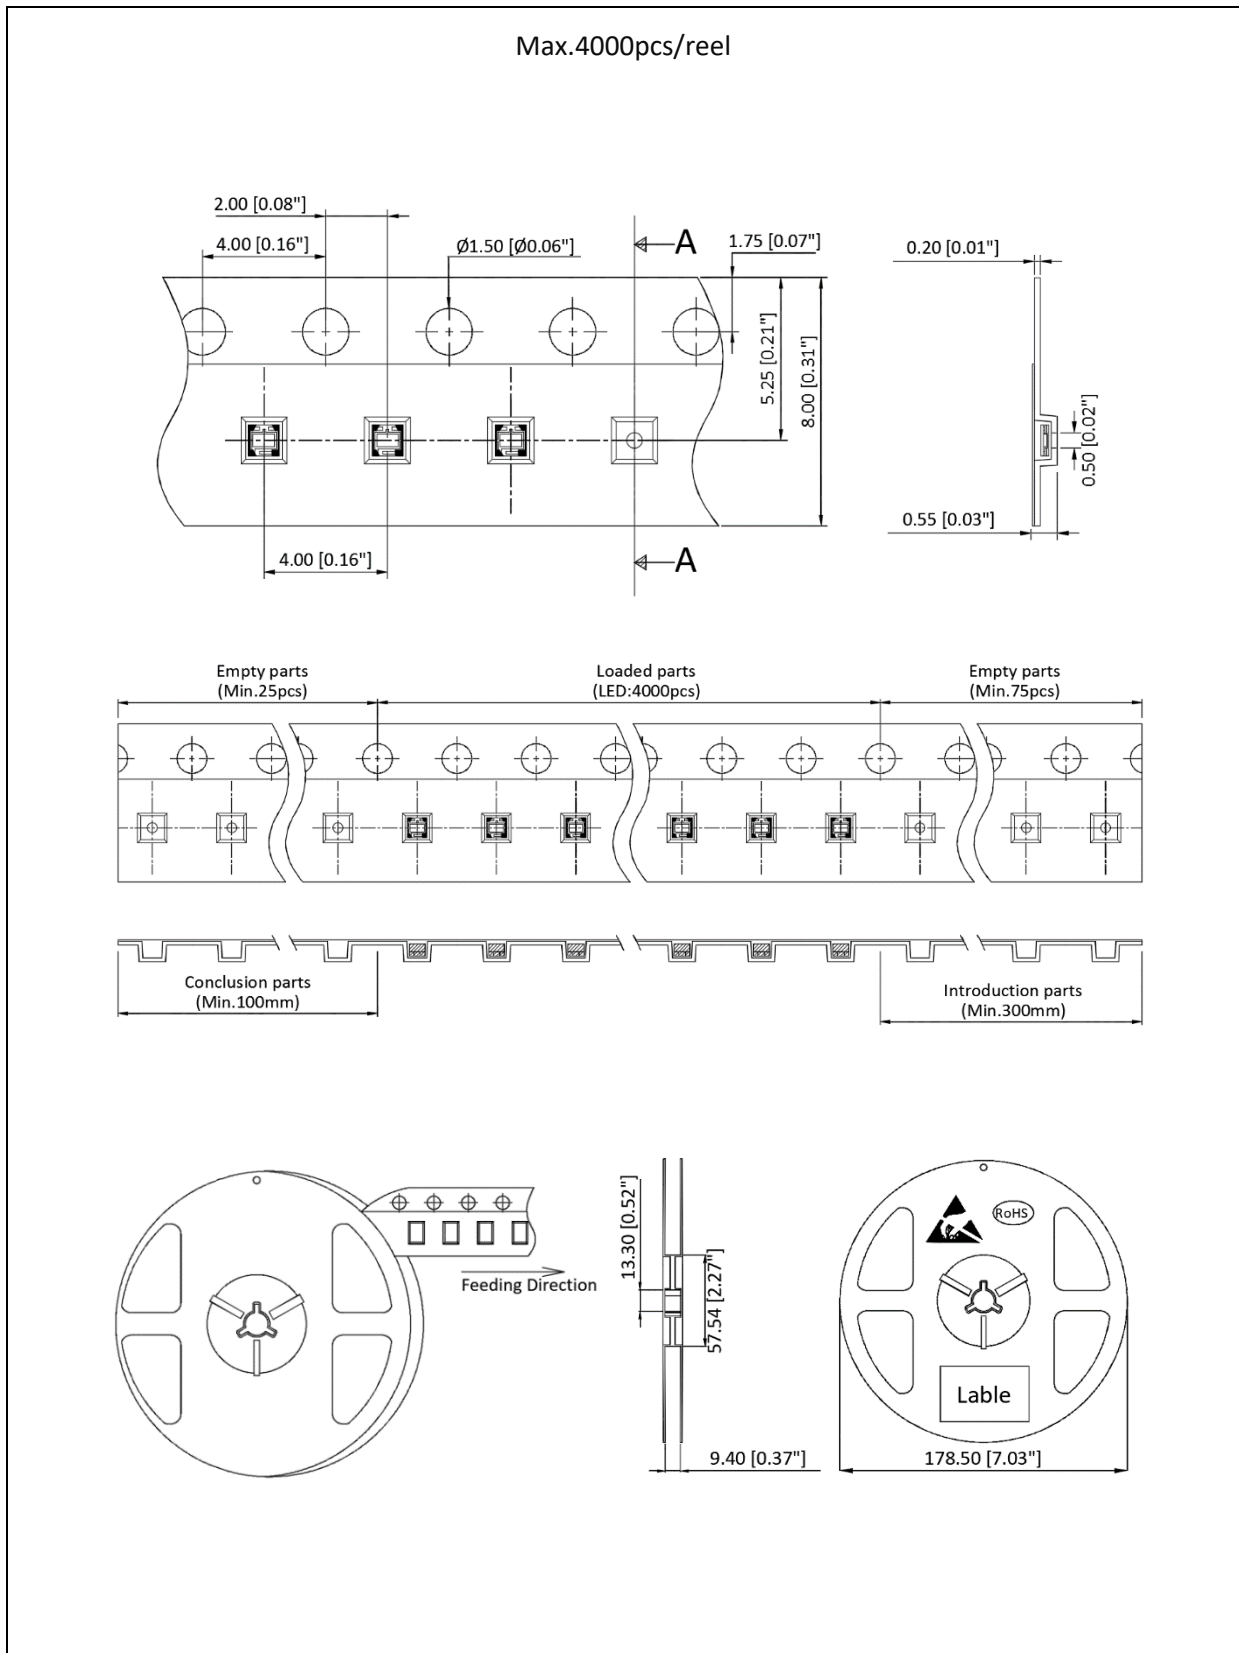 Max.4000pcs/reel
2.00 [0.08"]
4.00 [0.16"]
Ø1.50 [Ø0.06"]
A
1.75 [0.07"]
0.20 [0.01"]
5.25 [0.21"]
8.00 [0.31"]
0.50 [0.02"]
0.55 [0.03"]
4.00 [0.16"]
A
Empty parts
(Min.25pcs)
Loaded parts
(LED:4000pcs)
Empty parts
(Min.75pcs)
Conclusion parts
(Min.100mm)
Introduction parts
(Min.300mm)
Feeding Direction
13.30 [0.52"]
57.54 [2.27"]
9.40 [0.37"]
RoHS
Lable
178.50 [7.03"]